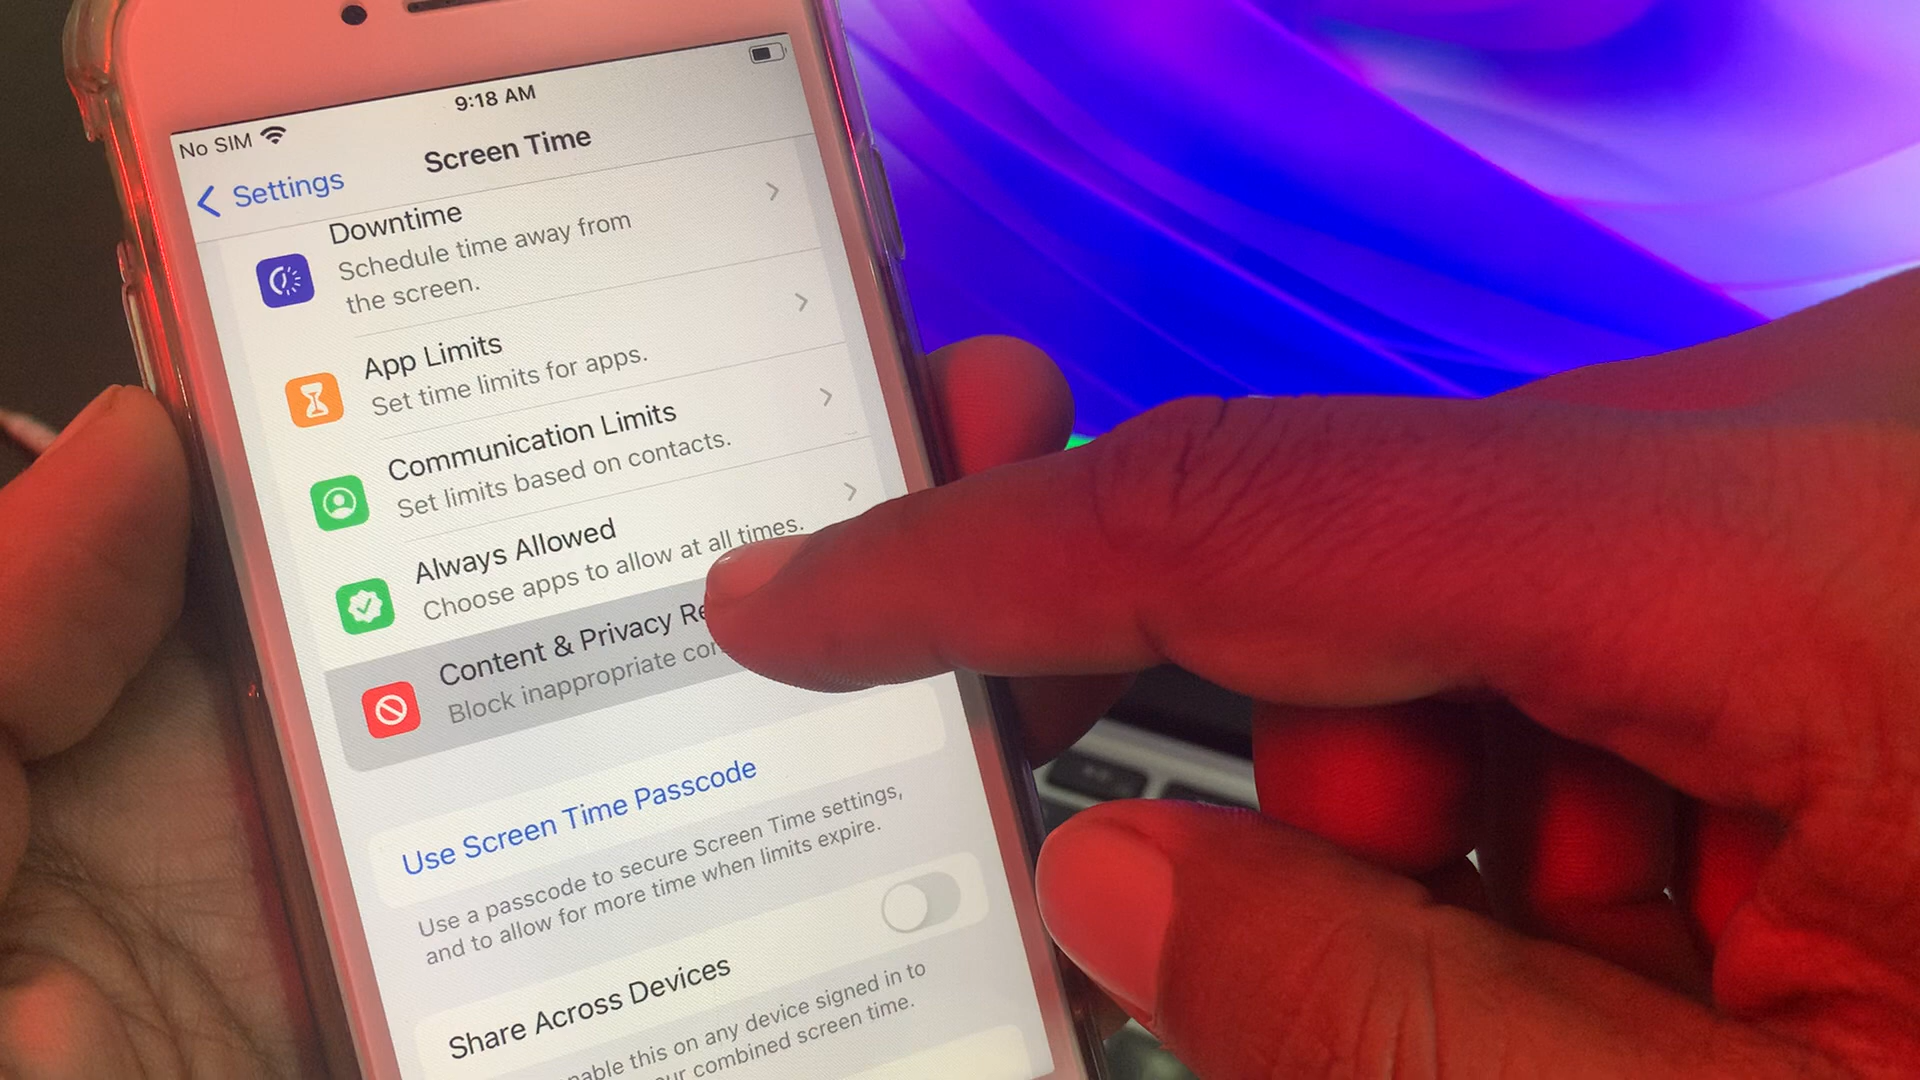 9:18 AM
No SIM
Settings
Screen Time
Downtime
Schedule time away from
the screen.
App Limits
Set time limits for apps.
Communication Limits
Set limits based on contacts.
Always Allowed
Choose apps to allow at all times.
Content & Privacy
Block inappropriate
Use Screen Time Passcode
Use a passcode to secure Screen Time settings,
and to allow for more time when limits expire.
Share Across Devices
this on any device signed in to
combined screen time.